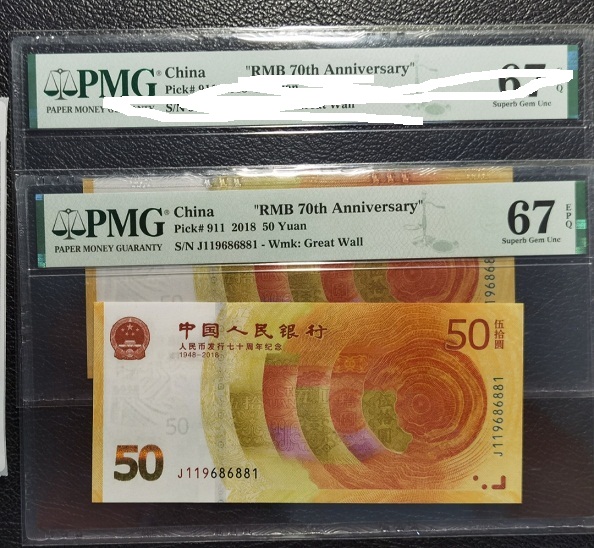 PMG China "RMB 70th Anniversary" 67
Pick#
PAPER MONEY GUARANTY S/N Wall Superb Gem Unc
PMG China "RMB 70th Anniversary" 67 EPQ
Pick# 911 2018 50 Yuan
PAPER MONEY GUARANTY S/N J119686881 - Wmk: Great Wall Superb Gem Unc
中国人民银行 50 伍拾圆
人民币发行七十周年纪念
1948-2018
50
J119686881
50 J119686881